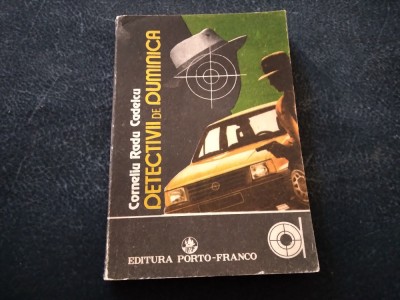 Corneliu Radu Codelcu
DETECTIVII DE DUMINICA
EDITURA PORTO-FRANCO